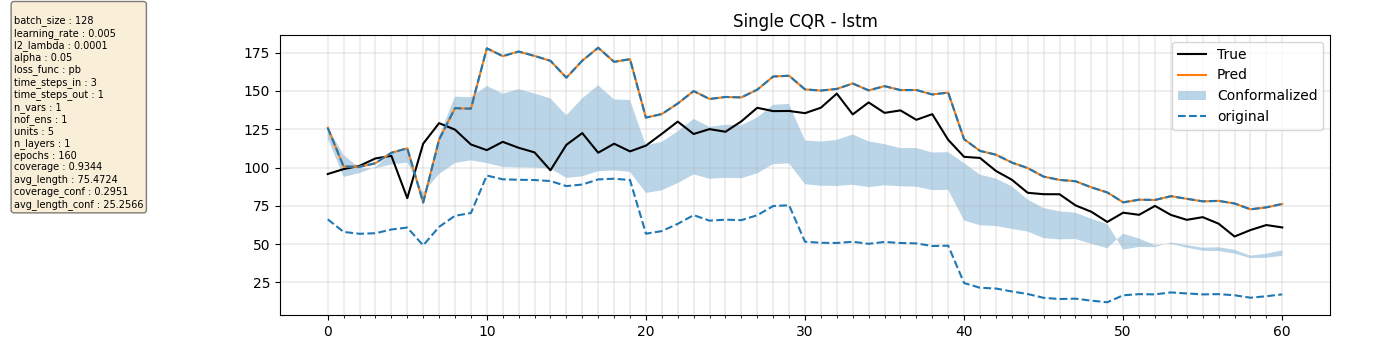 batch_size : 128
learning_rate : 0.005
l2_lambda : 0.0001
alpha : 0.05
loss_func : pb
time_steps_in : 3
time_steps_out : 1
n_vars : 1
nof_ens : 1
units : 5
n_layers : 1
epochs : 160
coverage : 0.9344
avg_length : 75.4724
coverage_conf : 0.2951
avg_length_conf : 25.2566
Single CQR - lstm
175
150
125
100
75
50
25
True
Pred
Conformalized
original
0 10 20 30 40 50 60